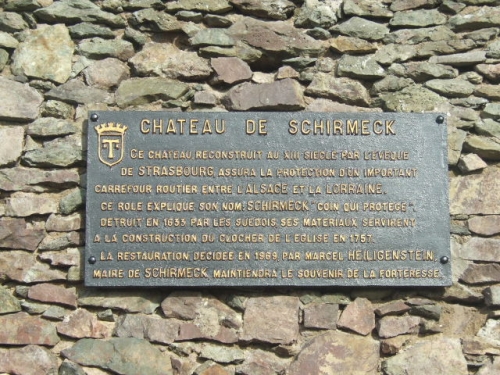 T
CHATEAU DE SCHIRMECK
CE CHATEAU RECONSTRUIT AU XIII SIECLE PAR L'EVEQUE
DE STRASBOURG ASSURA LA PROTECTION D'EN IMPORTANT
CARREFOUR ROUTIER ENTRE L'ALSACE ET LA LORRAINE.
CE ROLE EXPLIQUE SON NOM: SCHIRMECK "COIN QUI PROTEGE-
DETRUIT EN 1633 PAR LES SUEDOIS, SES MATERIAUX SERVIRENT
A LA CONSTRUCTION DU CLOCHER DE L'EGLISE EN 1757.
LA RESTAURATION, DECIDEE EN 1969, PAR MARCEL HEILIGENSTEIN,
MAIRE DE SCHIRMECK, MAINTIENDRA LE SOUVENIR DE LA FORTERESSE.